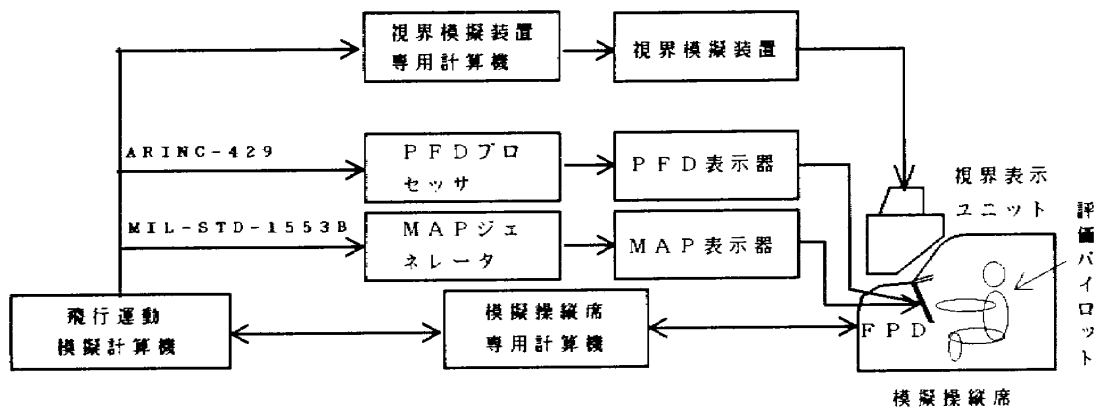 視界模擬装置
専用計算機
視界模擬装置
ARINC-429
PFDプロ
セッサ
PFD表示器
視界表示
ユニット
評価パイロット
MIL-STD-1553B
MAPジェ
ネレータ
MAP表示器
飛行運動
模擬計算機
模擬操縦席
専用計算機
FPD
模擬操縦席